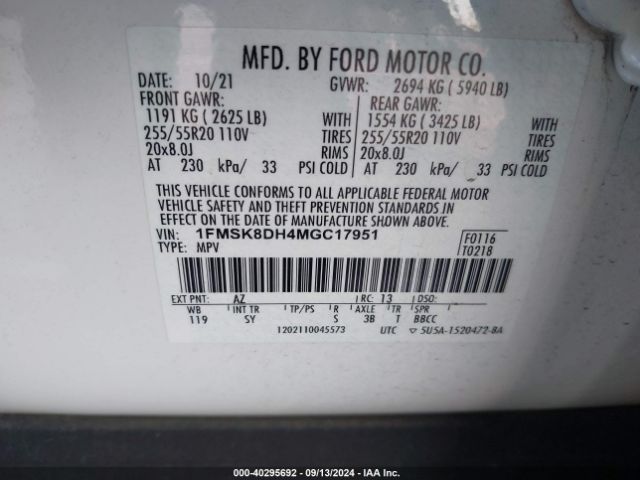 MFD. BY FORD MOTOR CO.
DATE: 10/21 GVWR: 2694 KG ( 5940 LB)
FRONT GAWR: REAR GAWR:
1191 KG ( 2625 LB) WITH 1554 KG ( 3425 LB) WITH
255/55R20 110V TIRES 255/55R20 110V TIRES
20x8.0J RIMS 20x8.0J RIMS
AT 230 kPa/ 33 PSI COLD AT 230 kPa/ 33 PSI COLD
THIS VEHICLE CONFORMS TO ALL APPLICABLE FEDERAL MOTOR
VEHICLE SAFETY AND THEFT PREVENTION STANDARDS IN
EFFECT ON THE DATE OF MANUFACTURE SHOWN ABOVE.
VIN: 1FMSK8DH4MGC17951 F0116
TYPE: MPV T0218
EXT PNT: AZ RC: 13 DSO:
WB INT TR TP/PS R AXLE TR SPR
119 SY S 3B T BBCC
1202110045573 UTC ▽ 5U5A-1520472-8A
COPART - 40295692 - 09/13/2024 - IAA Inc.